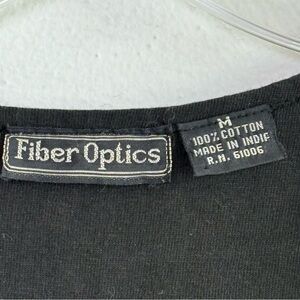 Fiber Optics
M
100% COTTON
MADE IN INDIA
R.N. 61006